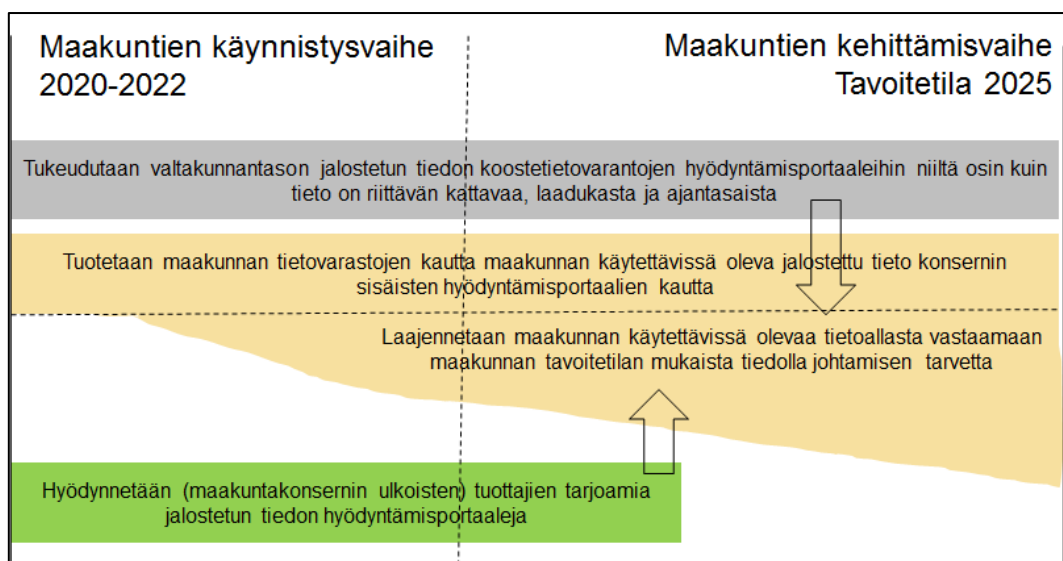 Maakuntien käynnistysvaihe
2020-2022
Maakuntien kehittämisvaihe
Tavoitetila 2025
Tukeudutaan valtakunnantason jalostetun tiedon koostetietovarantojen hyödyntämisportaaleihin niiltä osin kuin
tieto on riittävän kattavaa, laadukasta ja ajantasaista
Tuotetaan maakunnan tietovarastojen kautta maakunnan käytettävissä oleva jalostettu tieto konsernin
sisäisten hyödyntämisportaalien kautta
Laajennetaan maakunnan käytettävissä olevaa tietoallasta vastaamaan
maakunnan tavoitetilan mukaista tiedolla johtamisen tarvetta
Hyödynnetään (maakuntakonsernin ulkoisten) tuottajien tarjoamia
jalostetun tiedon hyödyntämisportaaleja